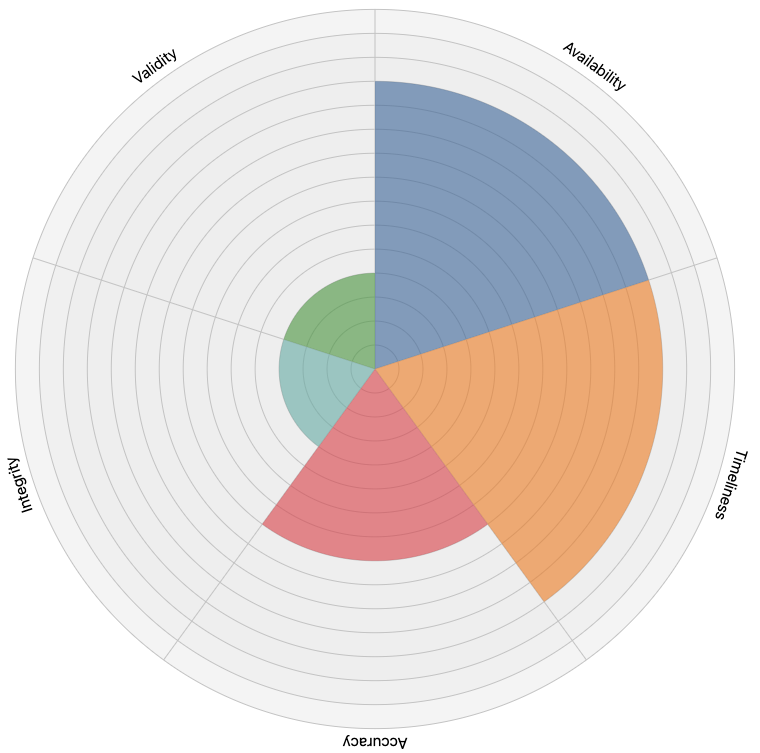 Validity
Availability
Integrity
Timeliness
Accuracy